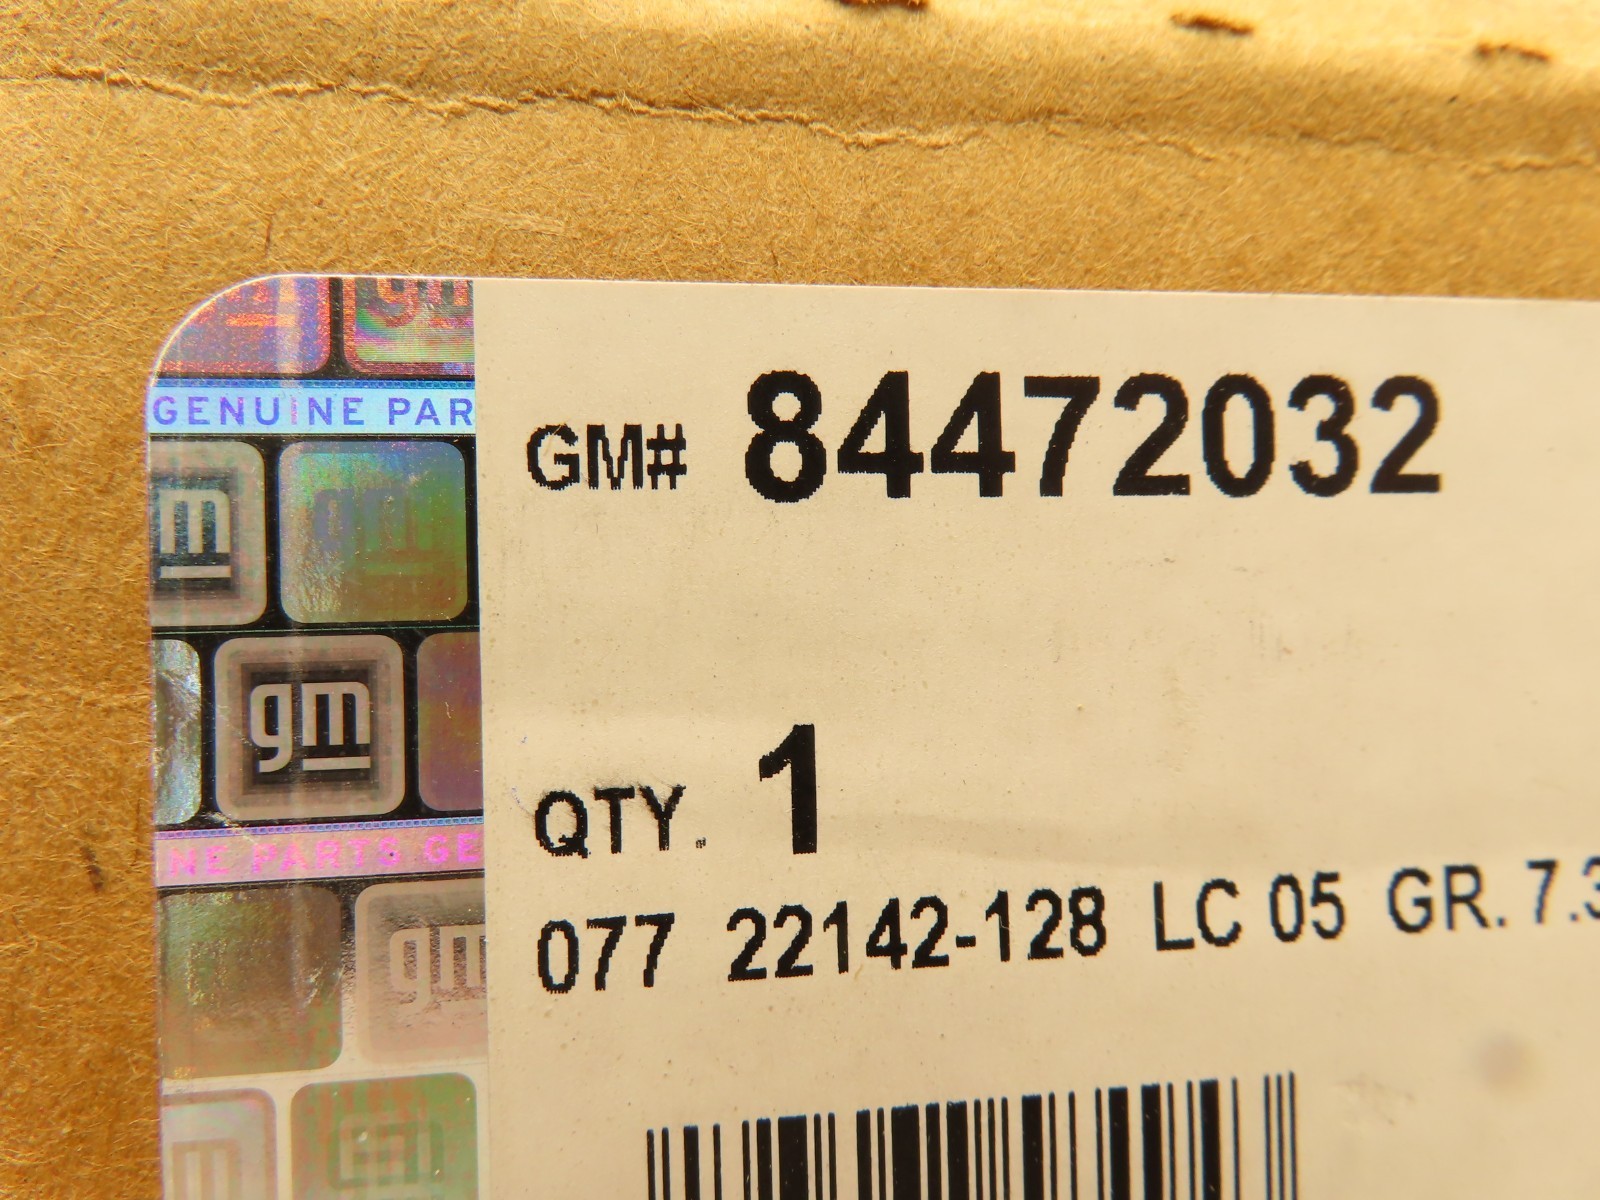 GENUINE PAR
GM# 84472032
gm
QTY. 1
NE PARTS GE
077 22142-128 LC 05 GR. 7.3
gm